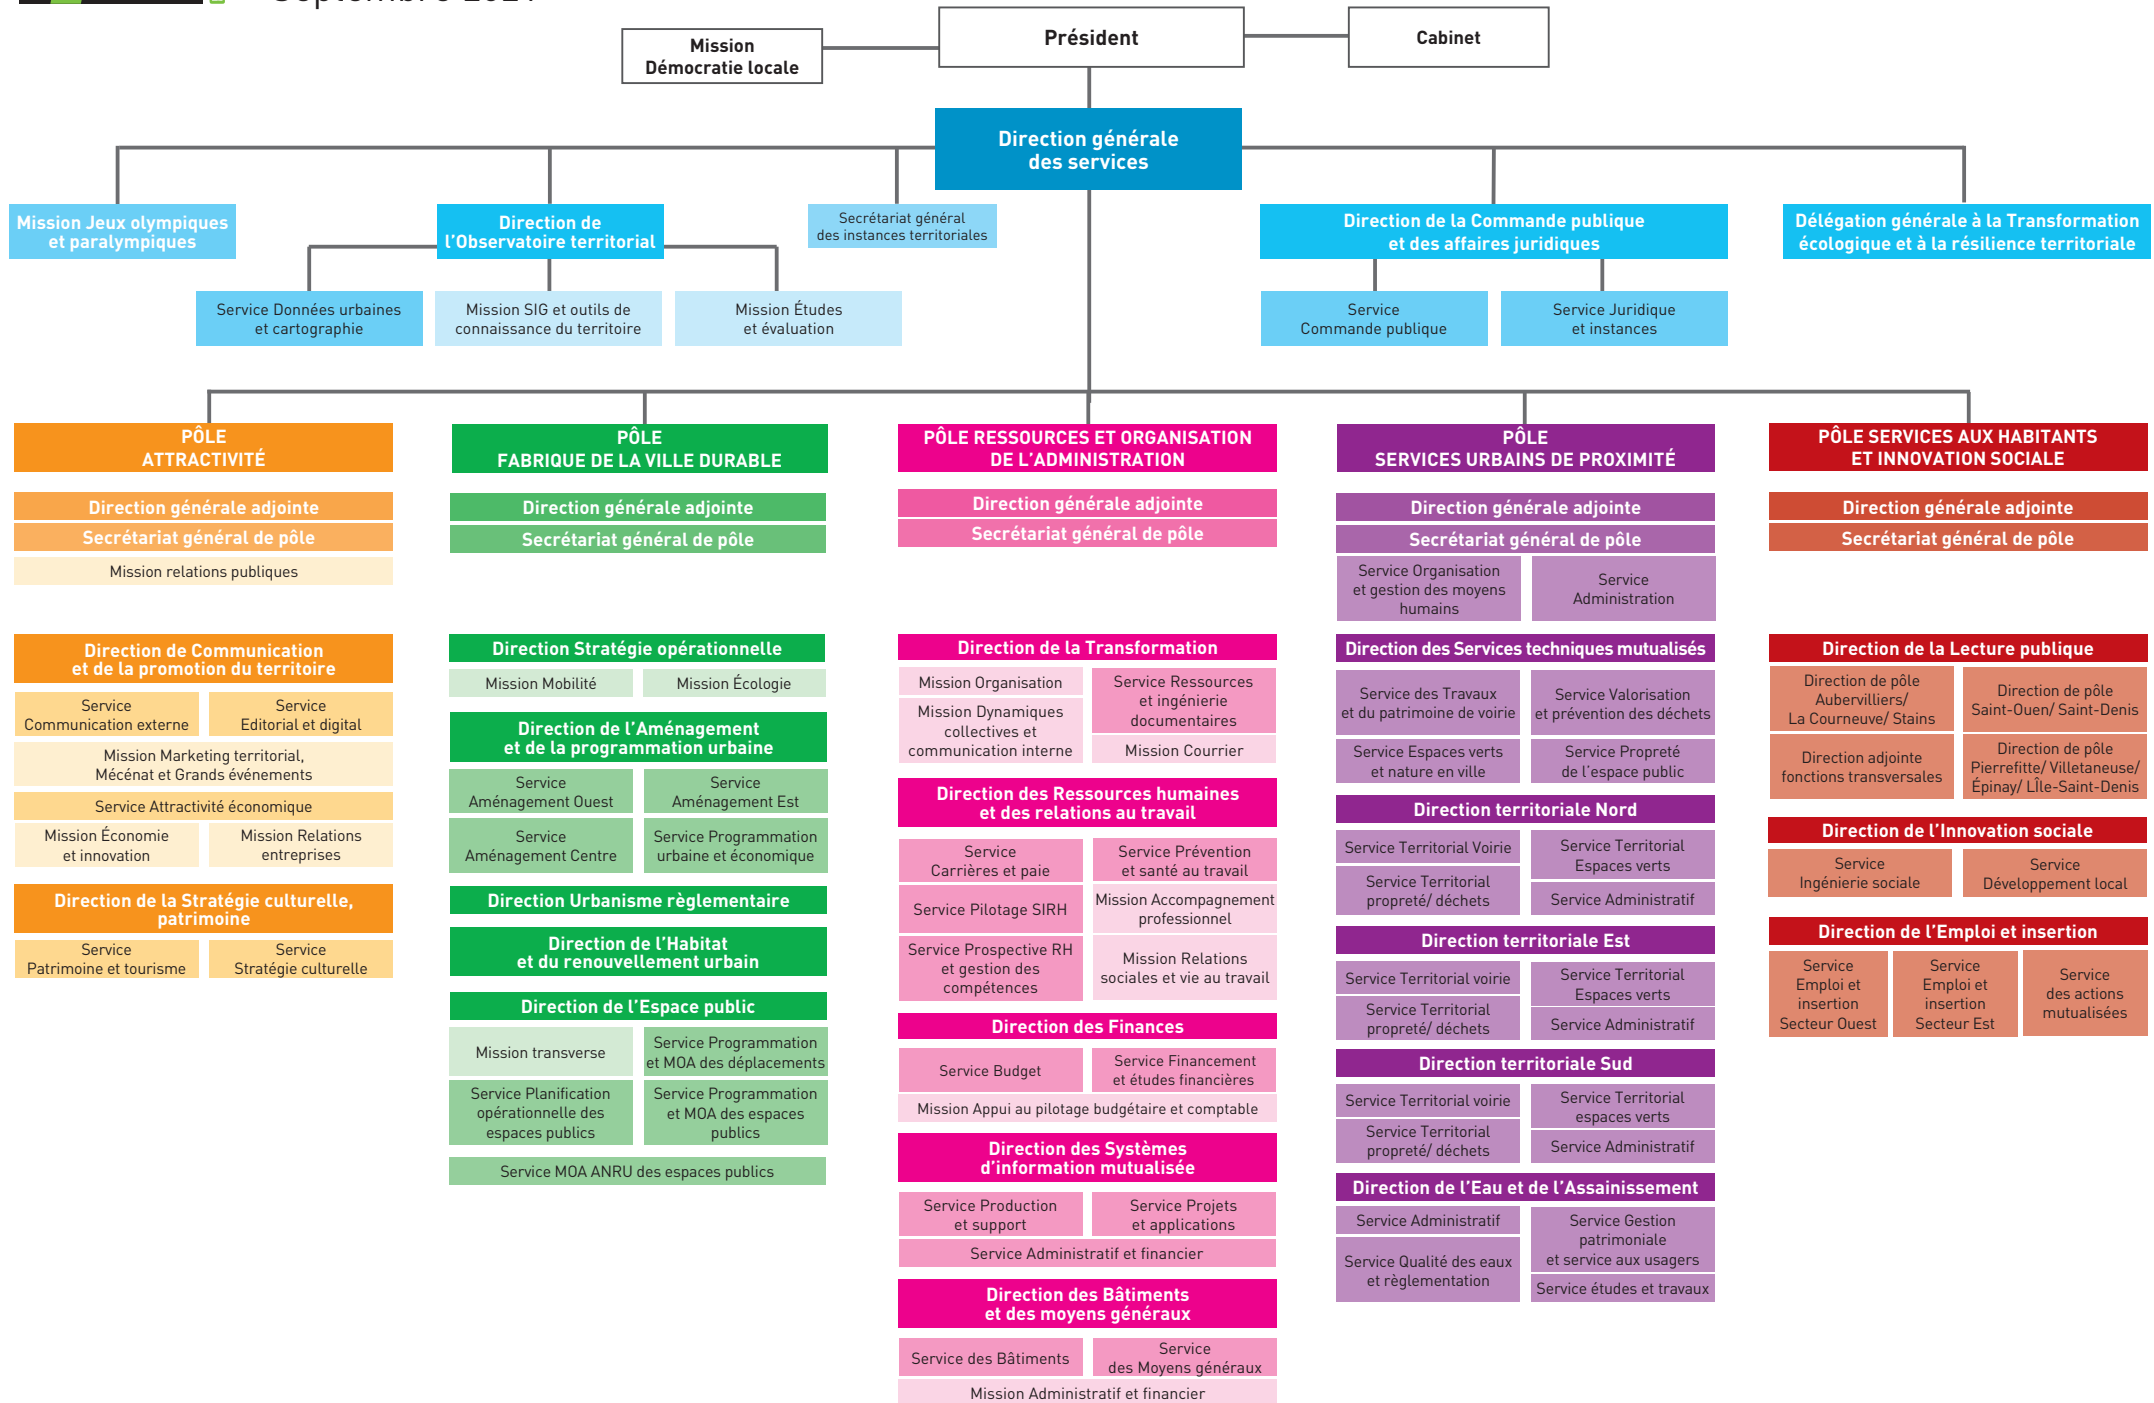 Président
Cabinet
Mission
Démocratie locale
Direction générale
des services
Mission Jeux olympiques
et paralympiques
Direction de
l'Observatoire territorial
Secrétariat général
des instances territoriales
Direction de la Commande publique
et des affaires juridiques
Délégation générale à la Transformation
écologique et à la résilience territoriale
Service Données urbaines
et cartographie
Mission SIG et outils de
connaissance du territoire
Mission Études
et évaluation
Service
Commande publique
Service Juridique
et instances
PÔLE
ATTRACTIVITÉ
Direction générale adjointe
Secrétariat général de pôle
Mission relations publiques
Direction de Communication
et de la promotion du territoire
Service
Communication externe
Service
Editorial et digital
Mission Marketing territorial,
Mécénat et Grands événements
Service Attractivité économique
Mission Économie
et innovation
Mission Relations
entreprises
Direction de la Stratégie culturelle,
patrimoine
Service
Patrimoine et tourisme
Service
Stratégie culturelle
PÔLE
FABRIQUE DE LA VILLE DURABLE
Direction générale adjointe
Secrétariat général de pôle
Direction Stratégie opérationnelle
Mission Mobilité
Mission Écologie
Direction de l'Aménagement
et de la programmation urbaine
Service
Aménagement Ouest
Service
Aménagement Est
Service
Aménagement Centre
Service Programmation
urbaine et économique
Direction Urbanisme règlementaire
Direction de l'Habitat
et du renouvellement urbain
Direction de l'Espace public
Mission transverse
Service Programmation
et MOA des déplacements
Service Planification
opérationnelle des
espaces publics
Service Programmation
et MOA des espaces
publics
Service MOA ANRU des espaces publics
PÔLE RESSOURCES ET ORGANISATION
DE L'ADMINISTRATION
Direction générale adjointe
Secrétariat général de pôle
Direction de la Transformation
Mission Organisation
Mission Dynamiques
collectives et
communication interne
Service Ressources
et ingénierie
documentaires
Mission Courrier
Direction des Ressources humaines
et des relations au travail
Service
Carrières et paie
Service Prévention
et santé au travail
Service Pilotage SIRH
Mission Accompagnement
professionnel
Service Prospective RH
et gestion des
compétences
Mission Relations
sociales et vie au travail
Direction des Finances
Service Budget
Service Financement
et études financières
Mission Appui au pilotage budgétaire et comptable
Direction des Systèmes
d'information mutualisée
Service Production
et support
Service Projets
et applications
Service Administratif et financier
Direction des Bâtiments
et des moyens généraux
Service des Bâtiments
Service
des Moyens généraux
Mission Administratif et financier
PÔLE
SERVICES URBAINS DE PROXIMITÉ
Direction générale adjointe
Secrétariat général de pôle
Service Organisation
et gestion des moyens
humains
Service
Administration
Direction des Services techniques mutualisés
Service des Travaux
et du patrimoine de voirie
Service Valorisation
et prévention des déchets
Service Espaces verts
et nature en ville
Service Propreté
de l'espace public
Direction territoriale Nord
Service Territorial Voirie
Service Territorial
Espaces verts
Service Territorial
propreté/ déchets
Service Administratif
Direction territoriale Est
Service Territorial voirie
Service Territorial
Espaces verts
Service Territorial
propreté/ déchets
Service Administratif
Direction territoriale Sud
Service Territorial voirie
Service Territorial
espaces verts
Service Territorial
propreté/ déchets
Service Administratif
Direction de l'Eau et de l'Assainissement
Service Administratif
Service Gestion
patrimoniale
et service aux usagers
Service Qualité des eaux
et règlementation
Service études et travaux
PÔLE SERVICES AUX HABITANTS
ET INNOVATION SOCIALE
Direction générale adjointe
Secrétariat général de pôle
Direction de la Lecture publique
Direction de pôle
Aubervilliers/
La Courneuve/ Stains
Direction de pôle
Saint-Ouen/ Saint-Denis
Direction adjointe
fonctions transversales
Direction de pôle
Pierrefitte/ Villetaneuse/
Épinay/ LÎle-Saint-Denis
Direction de l'Innovation sociale
Service
Ingénierie sociale
Service
Développement local
Direction de l'Emploi et insertion
Service
Emploi et
insertion
Secteur Ouest
Service
Emploi et
insertion
Secteur Est
Service
des actions
mutualisées